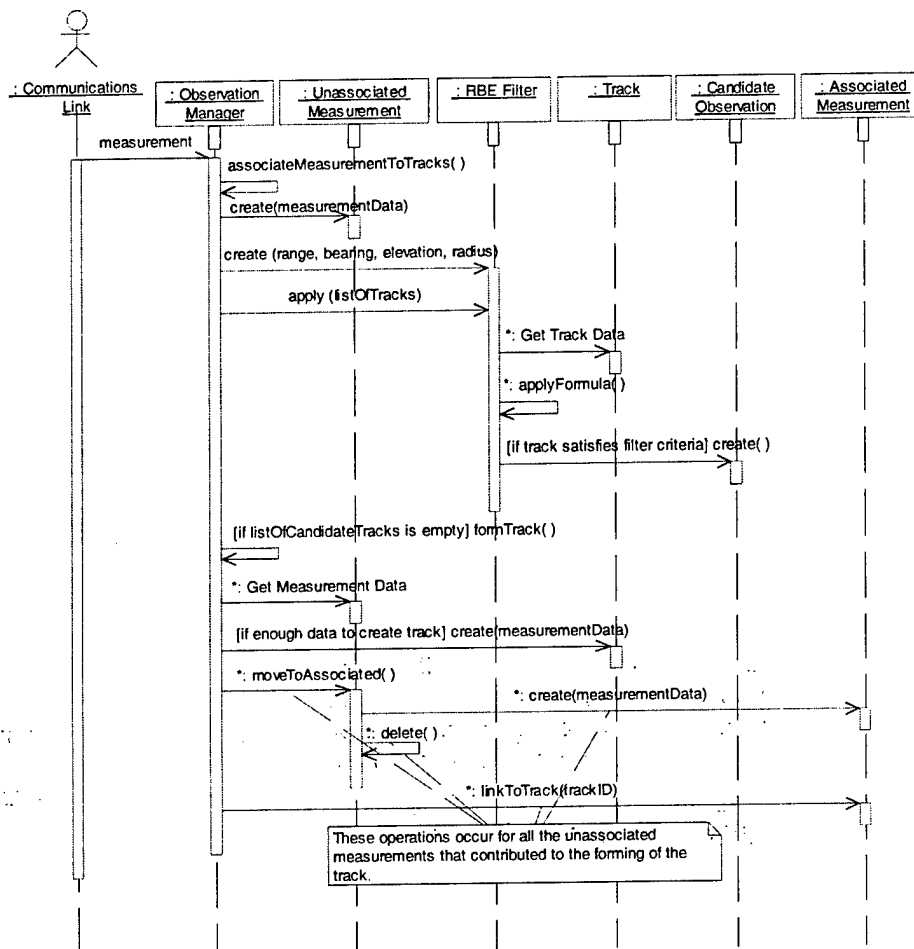 : Communications
Link
: Observation
Manager
: Unassociated
Measurement
: RBE Filter
: Track
: Candidate
Observation
: Associated
Measurement
measurement
associateMeasurementToTracks( )
create(measurementData)
create (range, bearing, elevation, radius)
apply (listOfTracks)
*: Get Track Data
*: applyFormula( )
[if track satisfies filter criteria] create( )
[if listOfCandidateTracks is empty] formTrack( )
*: Get Measurement Data
[if enough data to create track] create(measurementData)
*: moveToAssociated( )
*: create(measurementData)
*: delete( )
*: linkToTrack(trackID)
These operations occur for all the unassociated
measurements that contributed to the forming of the
track.